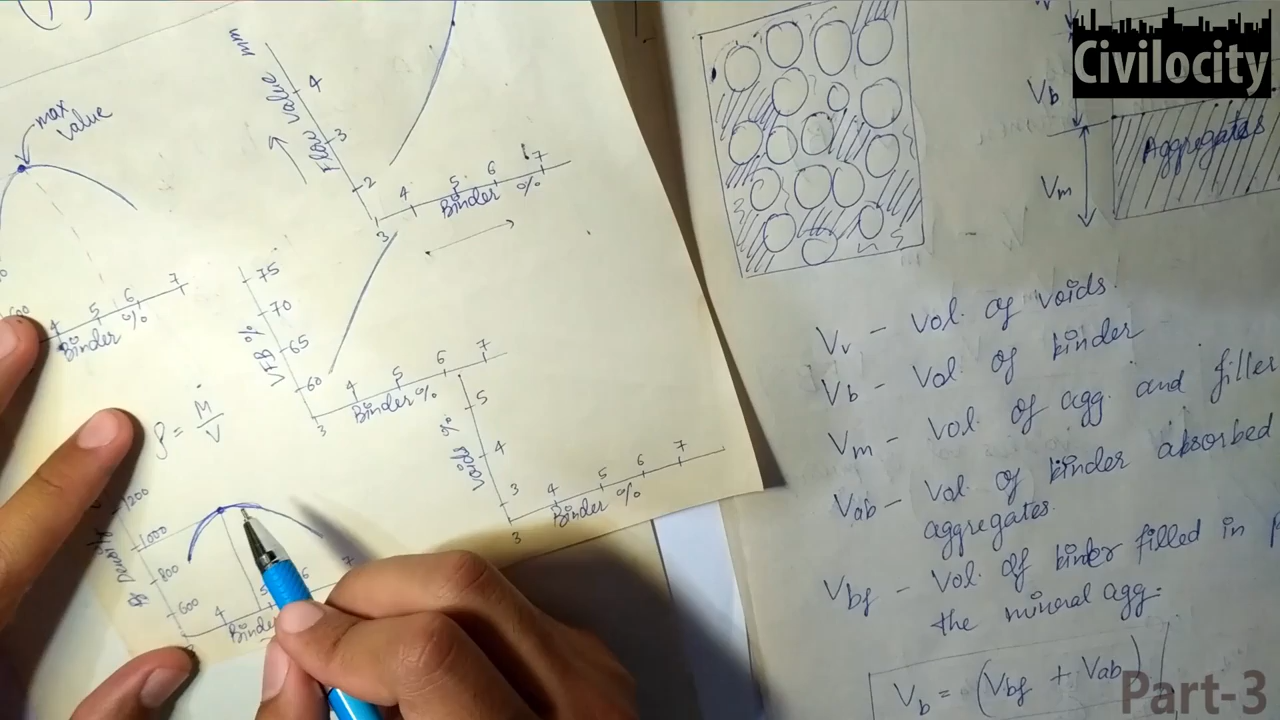 max
value
600
4 5 6 7
Binder %
Flow Value mm
4
3
2
3 4 5 6 7
Binder %
VFB %
75
70
65
60
3 4 5 6 7
Binder %
ρ = M/V
1200
1000
800
600
4 5 6 7
Binder
Voids %
5
4
3
3 4 5 6 7
Binder %
Civilocity
Vb
Aggregates
Vm
Vv - Vol. of voids.
Vb - Vol of binder
Vm - Vol. of agg. and filler
Vab - Vol. of binder absorbed
aggregates.
Vbf - Vol. of binder filled in
the mineral agg.
Vb = (Vbf + Vab)
Part-3